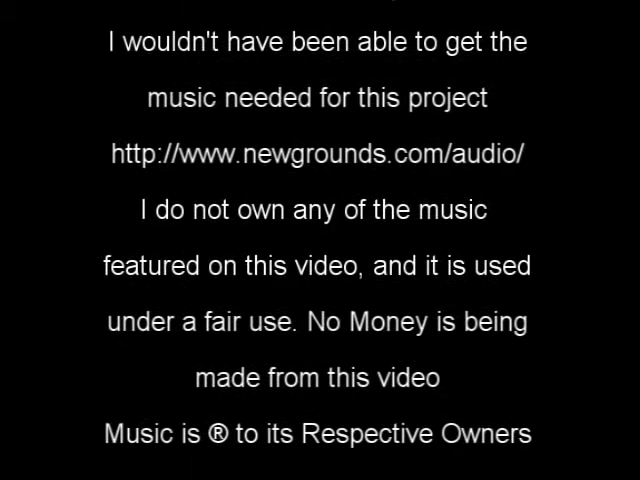 I wouldn't have been able to get the
music needed for this project
http://www.newgrounds.com/audio/
I do not own any of the music
featured on this video, and it is used
under a fair use. No Money is being
made from this video
Music is ® to its Respective Owners